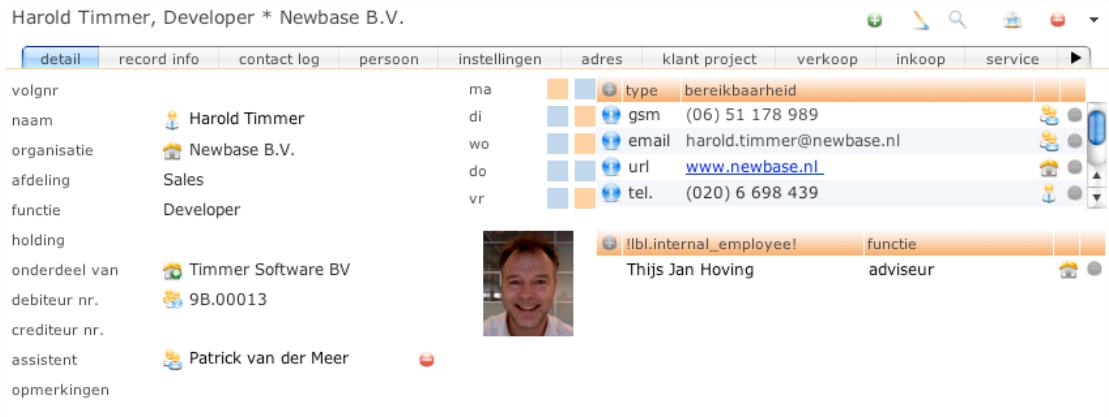 Harold Timmer, Developer * Newbase B.V.
detail record info contact log persoon instellingen adres klant project verkoop inkoop service
volgnr
naam Harold Timmer
organisatie Newbase B.V.
afdeling Sales
functie Developer
holding
onderdeel van Timmer Software BV
debiteur nr. 9B.00013
crediteur nr.
assistent Patrick van der Meer
opmerkingen
ma
di
wo
do
vr
type bereikbaarheid
gsm (06) 51 178 989
email harold.timmer@newbase.nl
url www.newbase.nl
tel. (020) 6 698 439
!lbl.internal_employee! functie
Thijs Jan Hoving adviseur